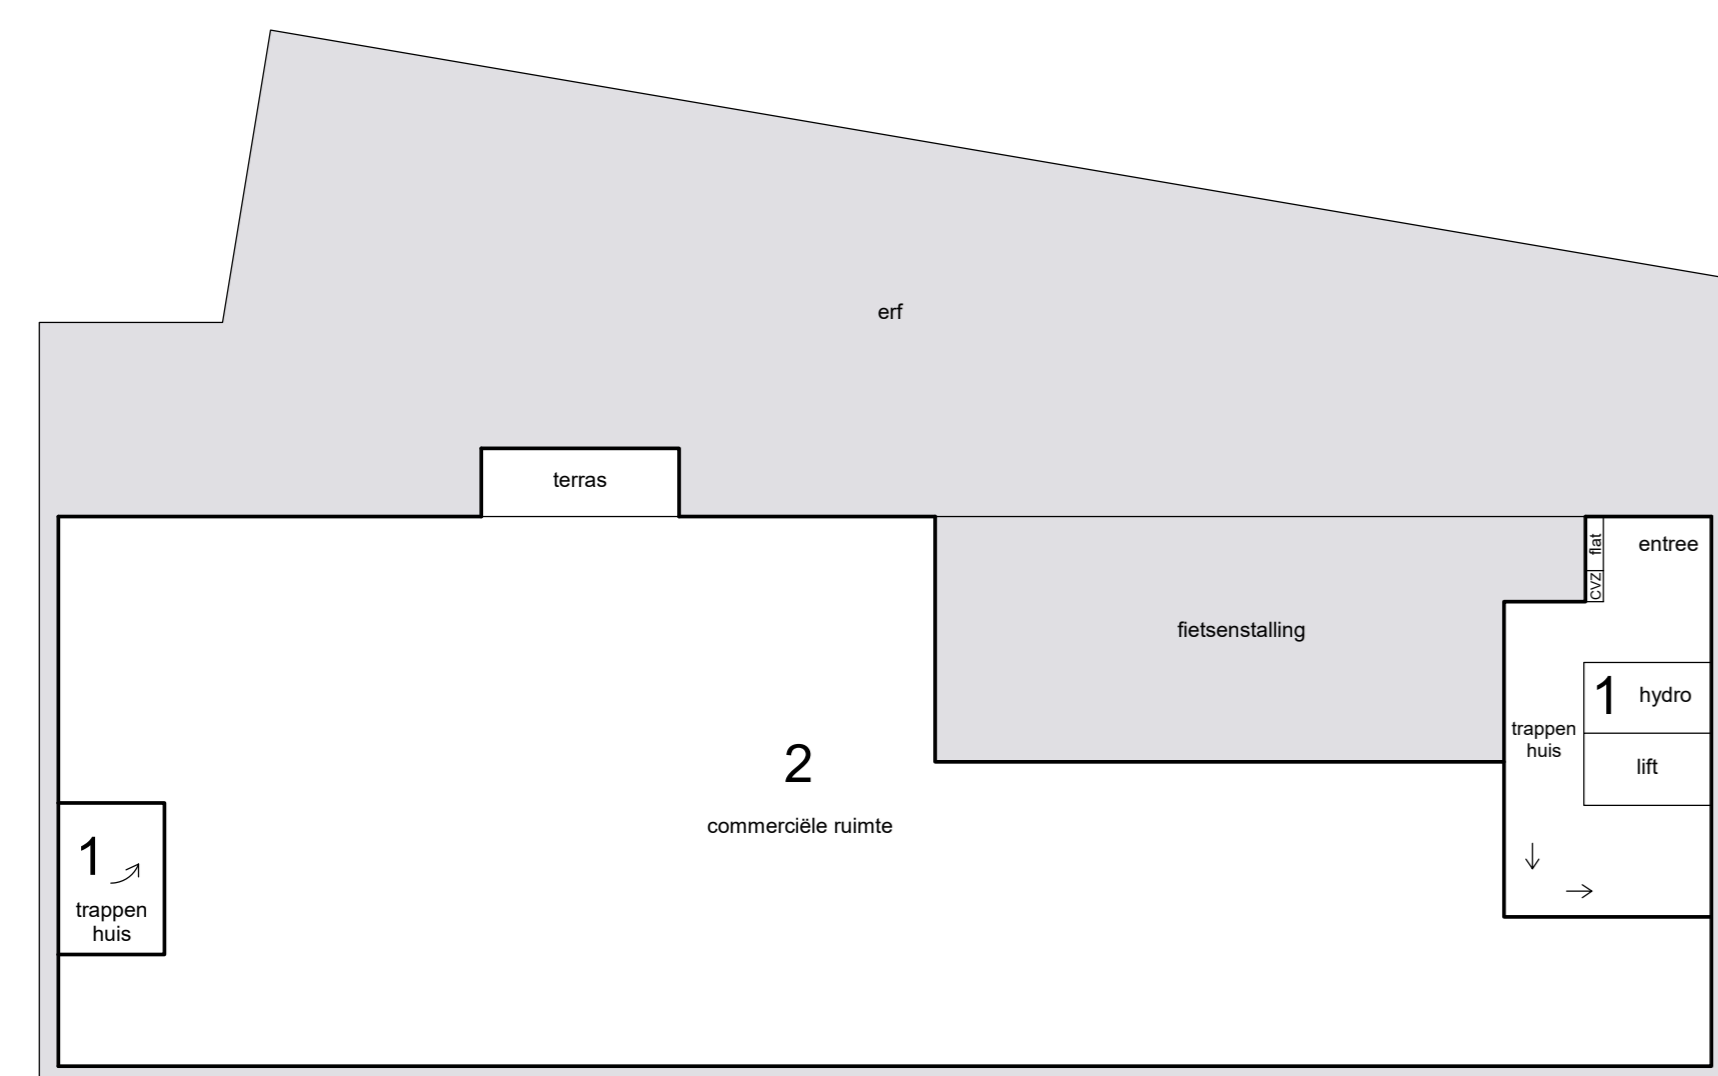 erf
terras
flat
entree
CVZ
fietsenstalling
1 hydro
trappen
huis
lift
2
commerciële ruimte
1
trappen
huis